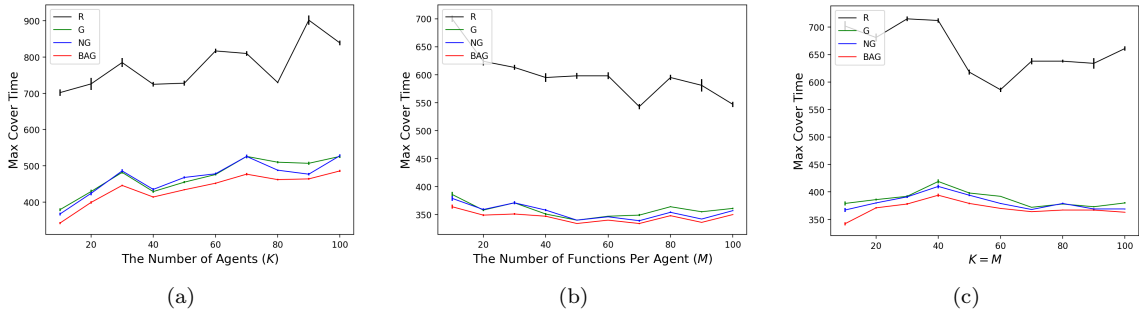 900
800
700
600
500
400
Max Cover Time
R
G
NG
BAG
20
40
60
80
100
The Number of Agents (K)
(a)
700
650
600
550
500
450
400
350
Max Cover Time
R
G
NG
BAG
20
40
60
80
100
The Number of Functions Per Agent (M)
(b)
700
650
600
550
500
450
400
350
Max Cover Time
R
G
NG
BAG
20
40
60
80
100
K = M
(c)